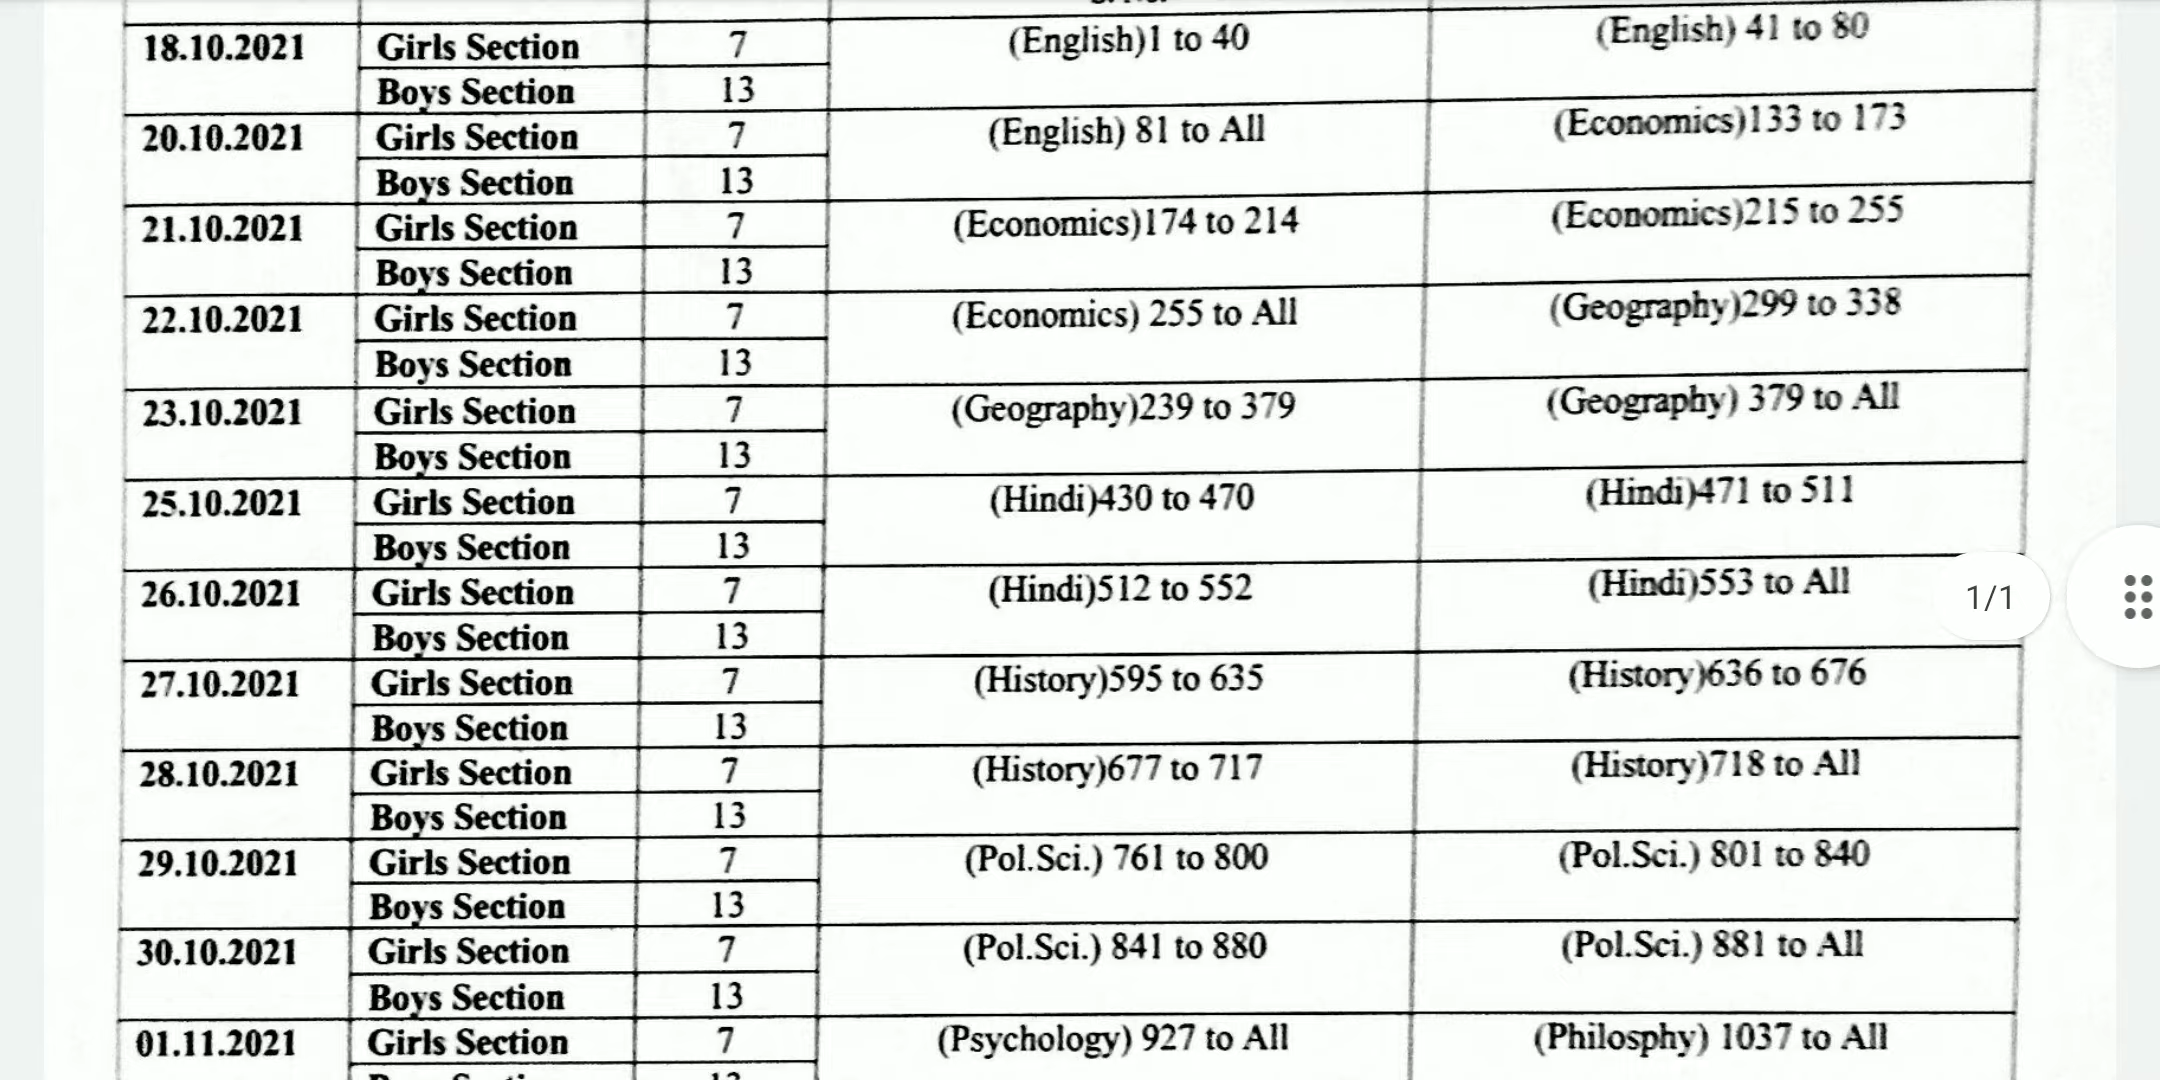 18.10.2021 Girls Section 7 (English)1 to 40 (English) 41 to 80
Boys Section 13
20.10.2021 Girls Section 7 (English) 81 to All (Economics)133 to 173
Boys Section 13
21.10.2021 Girls Section 7 (Economics)174 to 214 (Economics)215 to 255
Boys Section 13
22.10.2021 Girls Section 7 (Economics) 255 to All (Geography)299 to 338
Boys Section 13
23.10.2021 Girls Section 7 (Geography)239 to 379 (Geography) 379 to All
Boys Section 13
25.10.2021 Girls Section 7 (Hindi)430 to 470 (Hindi)471 to 511
Boys Section 13
26.10.2021 Girls Section 7 (Hindi)512 to 552 (Hindi)553 to All
1/1
Boys Section 13
27.10.2021 Girls Section 7 (History)595 to 635 (History)636 to 676
Boys Section 13
28.10.2021 Girls Section 7 (History)677 to 717 (History)718 to All
Boys Section 13
29.10.2021 Girls Section 7 (Pol.Sci.) 761 to 800 (Pol.Sci.) 801 to 840
Boys Section 13
30.10.2021 Girls Section 7 (Pol.Sci.) 841 to 880 (Pol.Sci.) 881 to All
Boys Section 13
01.11.2021 Girls Section 7 (Psychology) 927 to All (Philosphy) 1037 to All